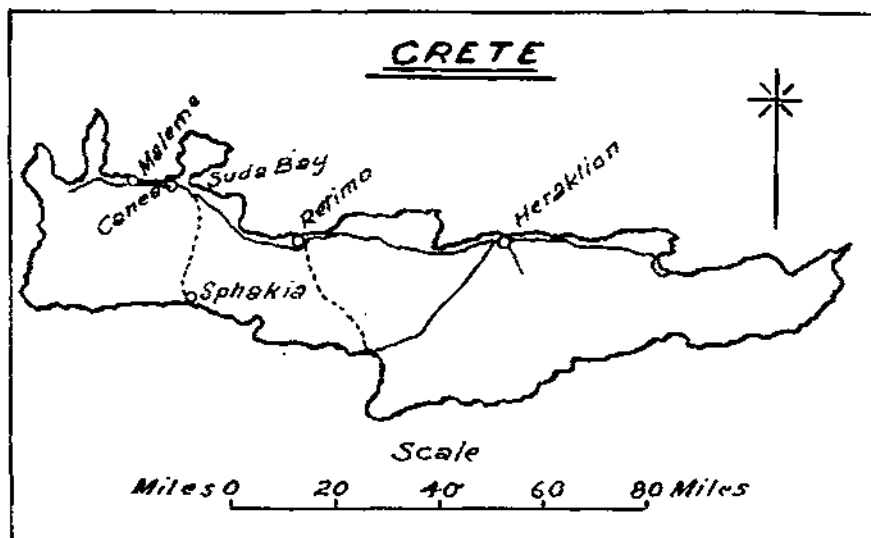 CRETE
Maleme
Canea
Suda Bay
Retimo
Heraklion
Sphakia
Scale
Miles 0 20 40 60 80 Miles